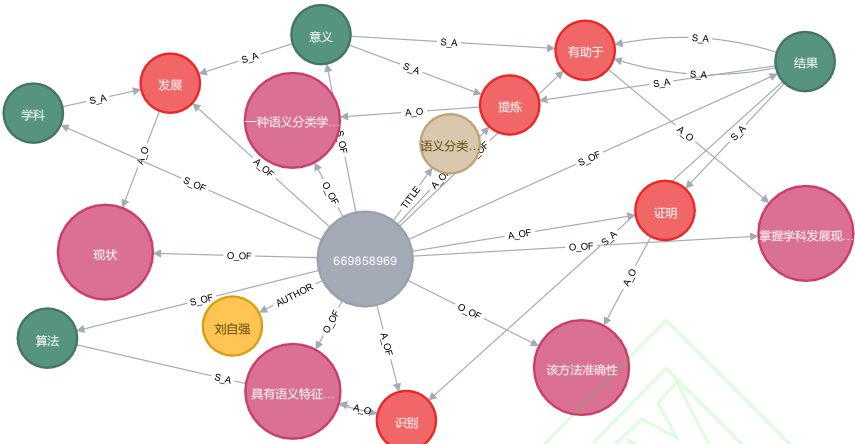 意义
S_A
S_A
有助于
S_A
S_A
结果
学科
S_A
发展
S_A
S_A
提炼
A_O
一种语义分类学...
语义分类...
S_OF
A_O
S_OF
A_OF
O_OF
TITLE
S_OF
A_O
S_A
证明
现状
O_OF
669858969
A_OF
O_OF
S_A
掌握学科发展现...
S_OF
AUTHOR
刘自强
O_OF
O_OF
A_O
算法
S_A
A_OF
该方法准确性
具有语义特征...
A_O
识别